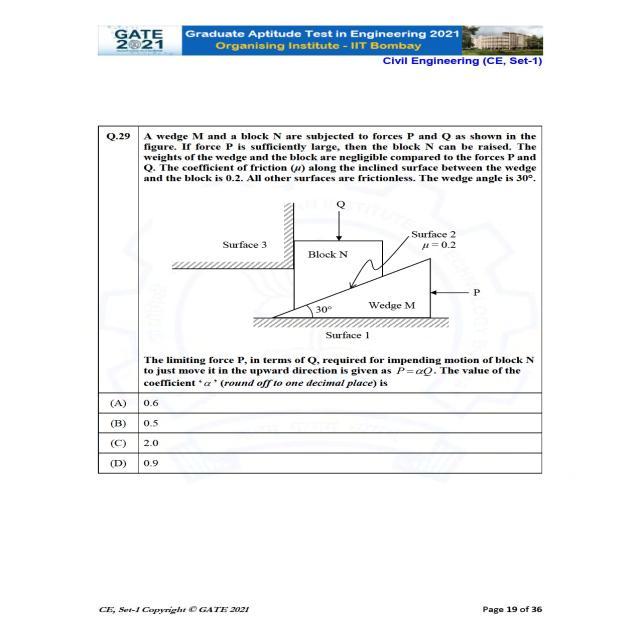 GATE
2021
Graduate Aptitude Test in Engineering 2021
Organising Institute - IIT Bombay
Civil Engineering (CE, Set-1)
Q.29
A wedge M and a block N are subjected to forces P and Q as shown in the
figure. If force P is sufficiently large, then the block N can be raised. The
weights of the wedge and the block are negligible compared to the forces P and
Q. The coefficient of friction (μ) along the inclined surface between the wedge
and the block is 0.2. All other surfaces are frictionless. The wedge angle is 30°.
Q
Surface 2
μ = 0.2
Surface 3
Block N
P
30°
Wedge M
Surface 1
The limiting force P, in terms of Q, required for impending motion of block N
to just move it in the upward direction is given as P = αQ. The value of the
coefficient ‘α’ (round off to one decimal place) is
(A) 0.6
(B) 0.5
(C) 2.0
(D) 0.9
CE, Set-1 Copyright © GATE 2021
Page 19 of 36